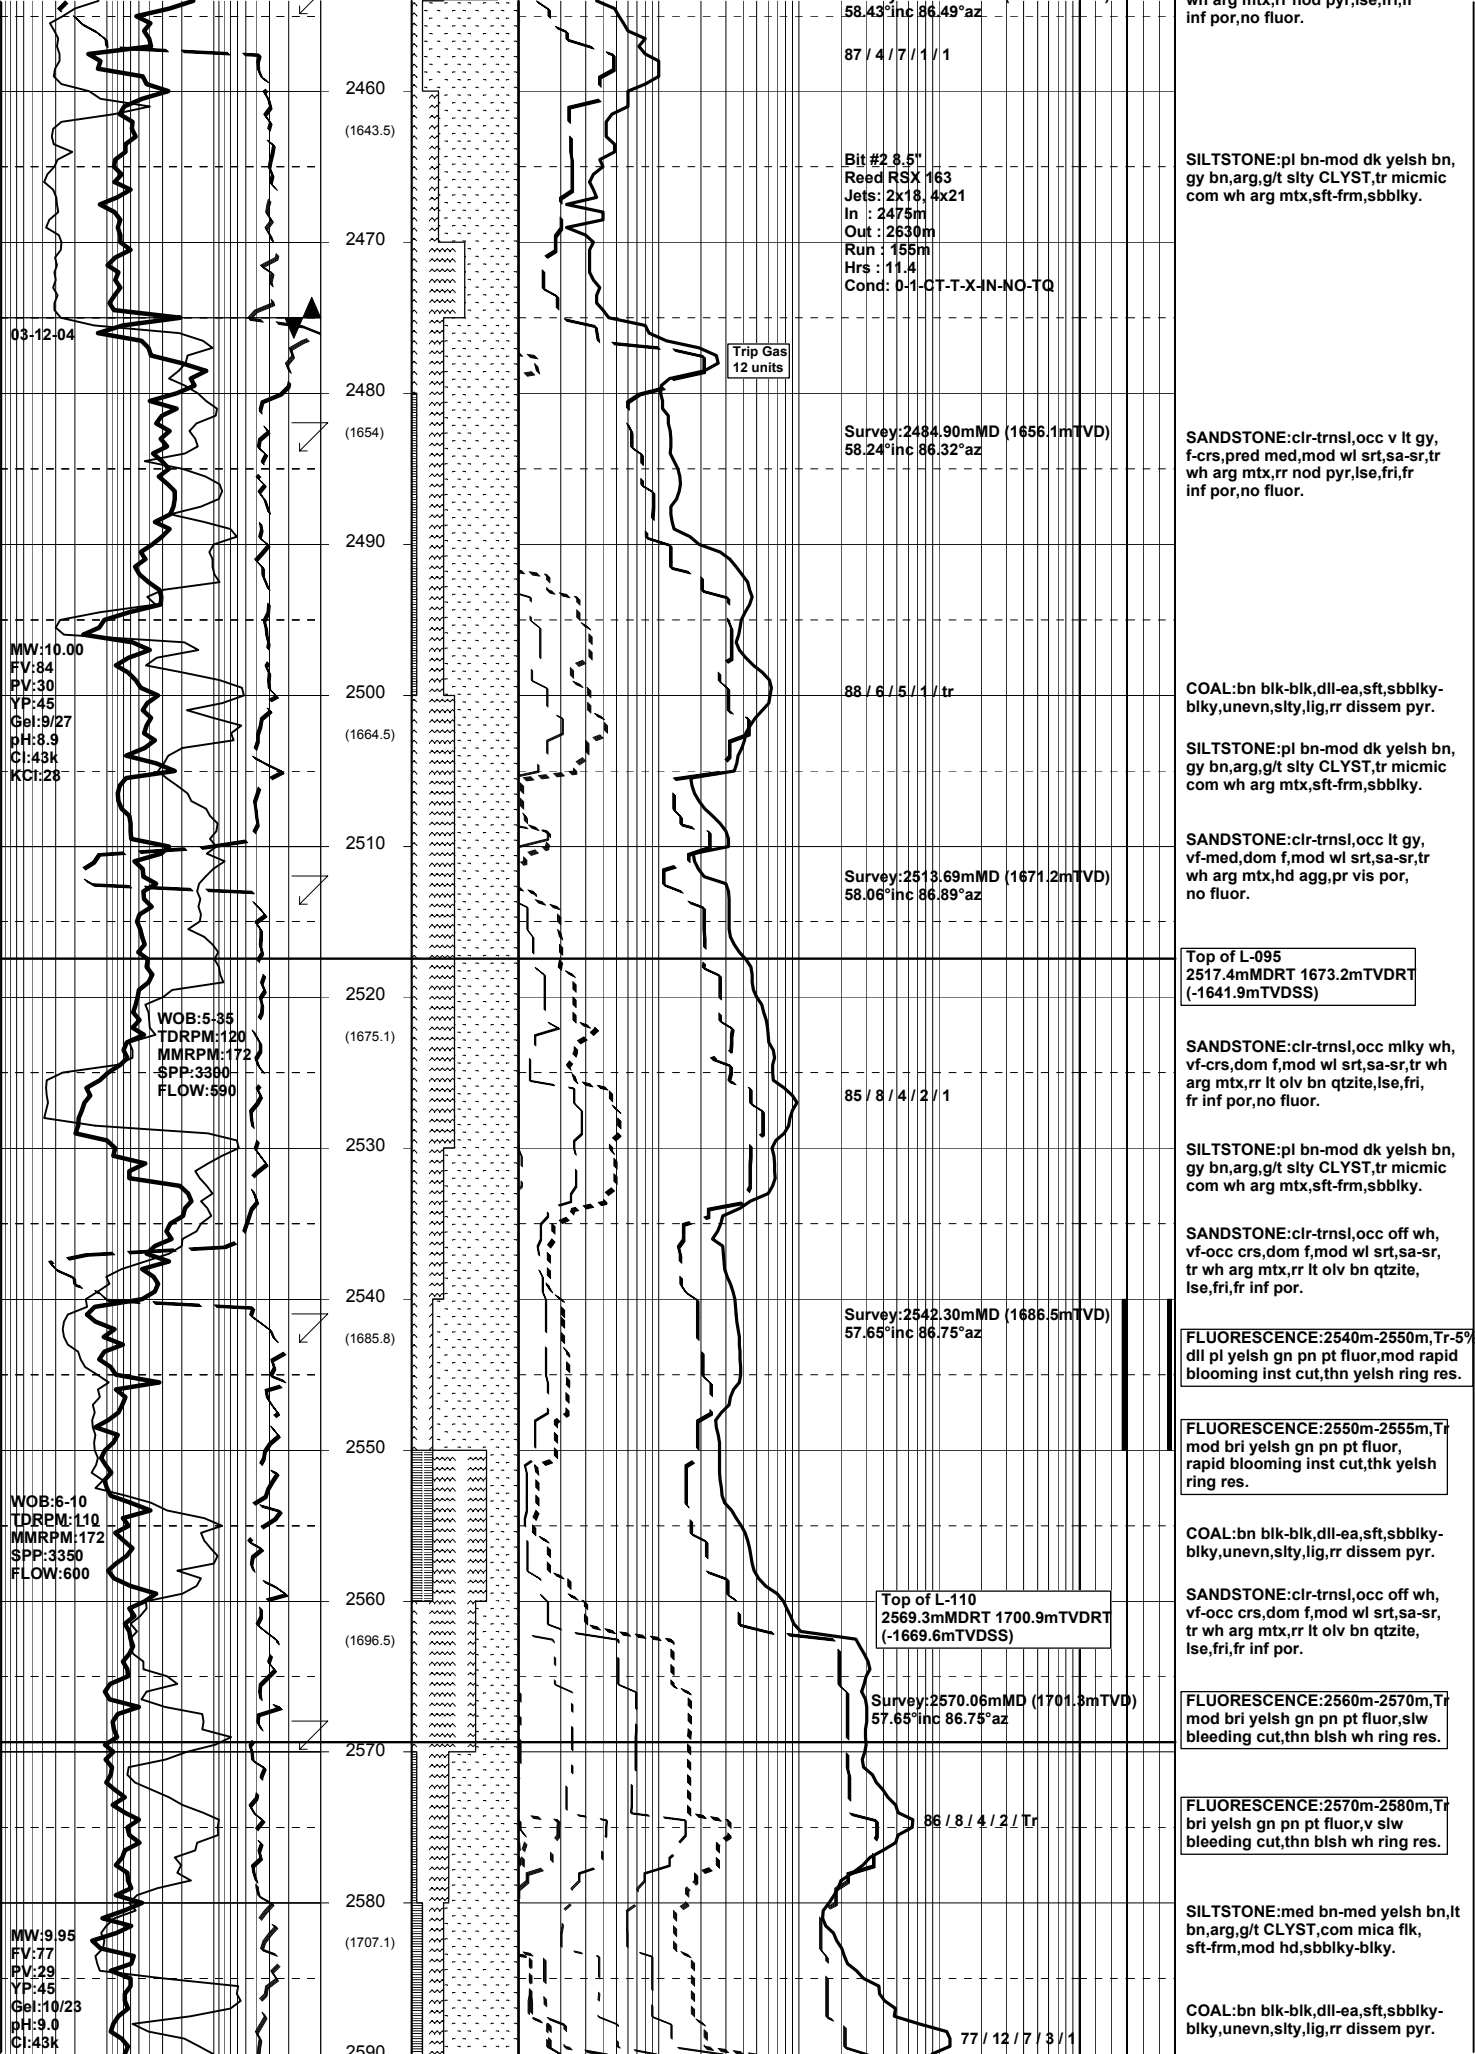 58.43°inc 86.49°az
inf por,no fluor.
87 / 4 / 7 / 1 / 1
2460
(1643.5)
Bit #2 8.5"
Reed RSX 163
Jets: 2x18, 4x21
In : 2475m
Out : 2630m
Run : 155m
Hrs : 11.4
Cond: 0-1-CT-T-X-IN-NO-TQ
SILTSTONE:pl bn-mod dk yelsh bn,
gy bn,arg,g/t slty CLYST,tr micmic
com wh arg mtx,sft-frm,sbblky.
2470
03-12-04
Trip Gas
12 units
2480
(1654)
Survey:2484.90mMD (1656.1mTVD)
58.24°inc 86.32°az
SANDSTONE:clr-trnsl,occ v lt gy,
f-crs,pred med,mod wl srt,sa-sr,tr
wh arg mtx,rr nod pyr,lse,fri,fr
inf por,no fluor.
2490
MW:10.00
FV:84
PV:30
YP:45
Gel:9/27
pH:8.9
Cl:43k
KCl:28
2500
(1664.5)
88 / 6 / 5 / 1 / tr
COAL:bn blk-blk,dll-ea,sft,sbblky-
blky,unevn,slty,lig,rr dissem pyr.
SILTSTONE:pl bn-mod dk yelsh bn,
gy bn,arg,g/t slty CLYST,tr micmic
com wh arg mtx,sft-frm,sbblky.
2510
Survey:2513.69mMD (1671.2mTVD)
58.06°inc 86.89°az
SANDSTONE:clr-trnsl,occ lt gy,
vf-med,dom f,mod wl srt,sa-sr,tr
wh arg mtx,hd agg,pr vis por,
no fluor.
Top of L-095
2517.4mMDRT 1673.2mTVDRT
(-1641.9mTVDSS)
2520
(1675.1)
WOB:5-35
TDRPM:120
MMRPM:172
SPP:3300
FLOW:590
85 / 8 / 4 / 2 / 1
SANDSTONE:clr-trnsl,occ mlky wh,
vf-crs,dom f,mod wl srt,sa-sr,tr wh
arg mtx,rr lt olv bn qtzite,lse,fri,
fr inf por,no fluor.
2530
SILTSTONE:pl bn-mod dk yelsh bn,
gy bn,arg,g/t slty CLYST,tr micmic
com wh arg mtx,sft-frm,sbblky.
SANDSTONE:clr-trnsl,occ off wh,
vf-occ crs,dom f,mod wl srt,sa-sr,
tr wh arg mtx,rr lt olv bn qtzite,
lse,fri,fr inf por.
2540
(1685.8)
Survey:2542.30mMD (1686.5mTVD)
57.65°inc 86.75°az
FLUORESCENCE:2540m-2550m,Tr-5%
dll pl yelsh gn pn pt fluor,mod rapid
blooming inst cut,thn yelsh ring res.
2550
FLUORESCENCE:2550m-2555m,Tr
mod bri yelsh gn pn pt fluor,
rapid blooming inst cut,thk yelsh
ring res.
WOB:6-10
TDRPM:110
MMRPM:172
SPP:3350
FLOW:600
COAL:bn blk-blk,dll-ea,sft,sbblky-
blky,unevn,slty,lig,rr dissem pyr.
2560
(1696.5)
Top of L-110
2569.3mMDRT 1700.9mTVDRT
(-1669.6mTVDSS)
SANDSTONE:clr-trnsl,occ off wh,
vf-occ crs,dom f,mod wl srt,sa-sr,
tr wh arg mtx,rr lt olv bn qtzite,
lse,fri,fr inf por.
Survey:2570.06mMD (1701.3mTVD)
57.65°inc 86.75°az
FLUORESCENCE:2560m-2570m,Tr
mod bri yelsh gn pn pt fluor,slw
bleeding cut,thn blsh wh ring res.
2570
86 / 8 / 4 / 2 / Tr
FLUORESCENCE:2570m-2580m,Tr
bri yelsh gn pn pt fluor,v slw
bleeding cut,thn blsh wh ring res.
2580
(1707.1)
MW:9.95
FV:77
PV:29
YP:45
Gel:10/23
pH:9.0
Cl:43k
SILTSTONE:med bn-med yelsh bn,lt
bn,arg,g/t CLYST,com mica flk,
sft-frm,mod hd,sbblky-blky.
COAL:bn blk-blk,dll-ea,sft,sbblky-
blky,unevn,slty,lig,rr dissem pyr.
77 / 12 / 7 / 3 / 1
2590